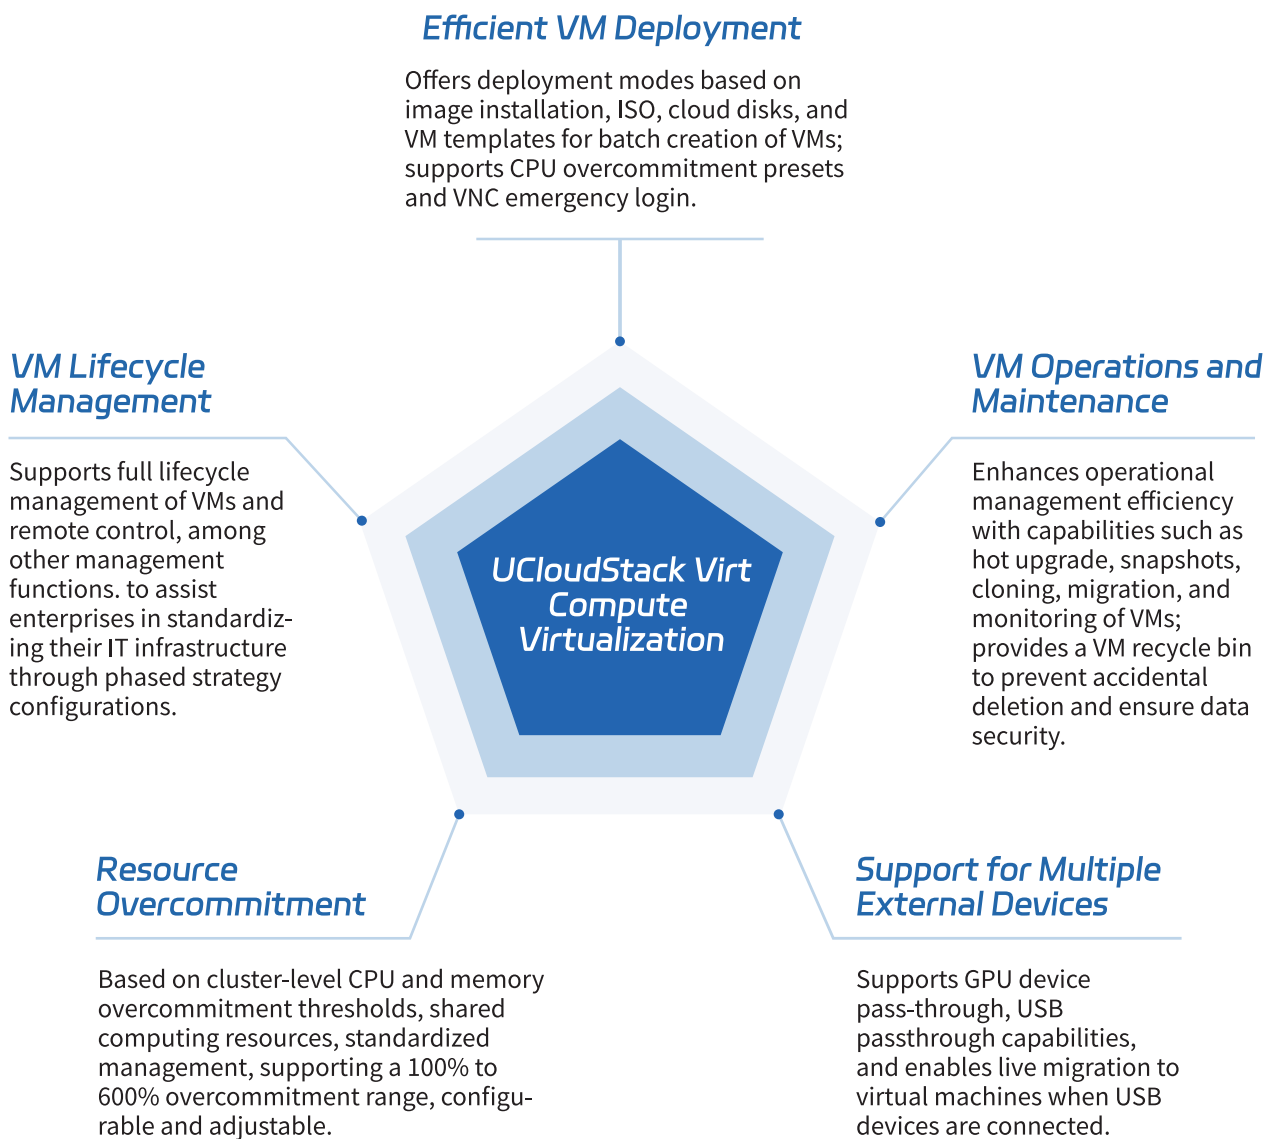 Efficient VM Deployment
Offers deployment modes based on
image installation, ISO, cloud disks, and
VM templates for batch creation of VMs;
supports CPU overcommitment presets
and VNC emergency login.
VM Lifecycle
Management
Supports full lifecycle
management of VMs and
remote control, among
other management
functions. to assist
enterprises in standardiz-
ing their IT infrastructure
through phased strategy
configurations.
UCloudStack Virt
Compute
Virtualization
VM Operations and
Maintenance
Enhances operational
management efficiency
with capabilities such as
hot upgrade, snapshots,
cloning, migration, and
monitoring of VMs;
provides a VM recycle bin
to prevent accidental
deletion and ensure data
security.
Resource
Overcommitment
Based on cluster-level CPU and memory
overcommitment thresholds, shared
computing resources, standardized
management, supporting a 100% to
600% overcommitment range, configu-
rable and adjustable.
Support for Multiple
External Devices
Supports GPU device
pass-through, USB
passthrough capabilities,
and enables live migration to
virtual machines when USB
devices are connected.